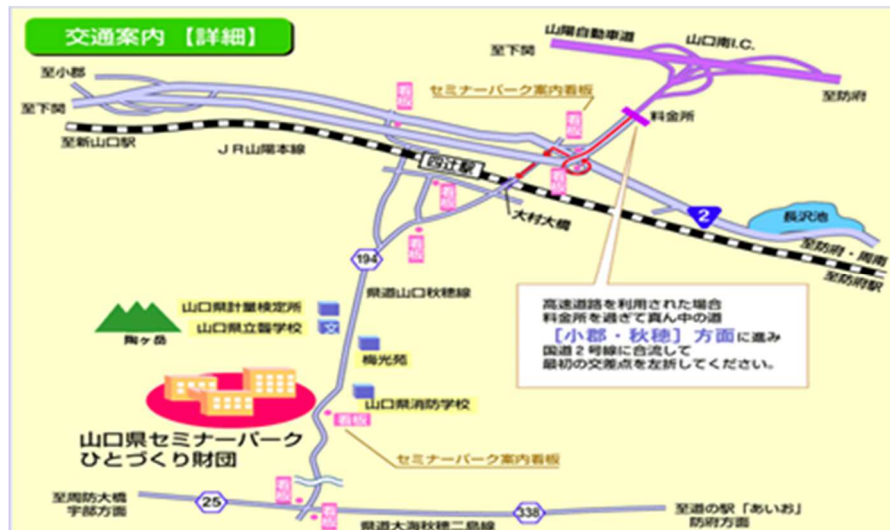 交通案内【詳細】
山陽自動車道
山口南I.C.
至下関
至防府
料金所
至小郡
至下関
至新山口駅
JR山陽本線
看板
セミナーパーク案内看板
看板
看板
四辻駅
看板
看板
大村大橋
2
長沢池
至防府・周南
至防府駅
194
県道山口秋穂線
高速道路を利用された場合
料金所を過ぎて真ん中の道
[小郡・秋穂]方面に進み
国道2号線に合流して
最初の交差点を左折してください。
山口県計量検定所
山口県立聾学校
文
陶ヶ岳
梅光苑
山口県消防学校
看板
山口県セミナーパーク
ひとづくり財団
セミナーパーク案内看板
看板
看板
至周防大橋
宇部方面
25
県道大海秋穂二島線
338
至道の駅「あいお」
防府方面